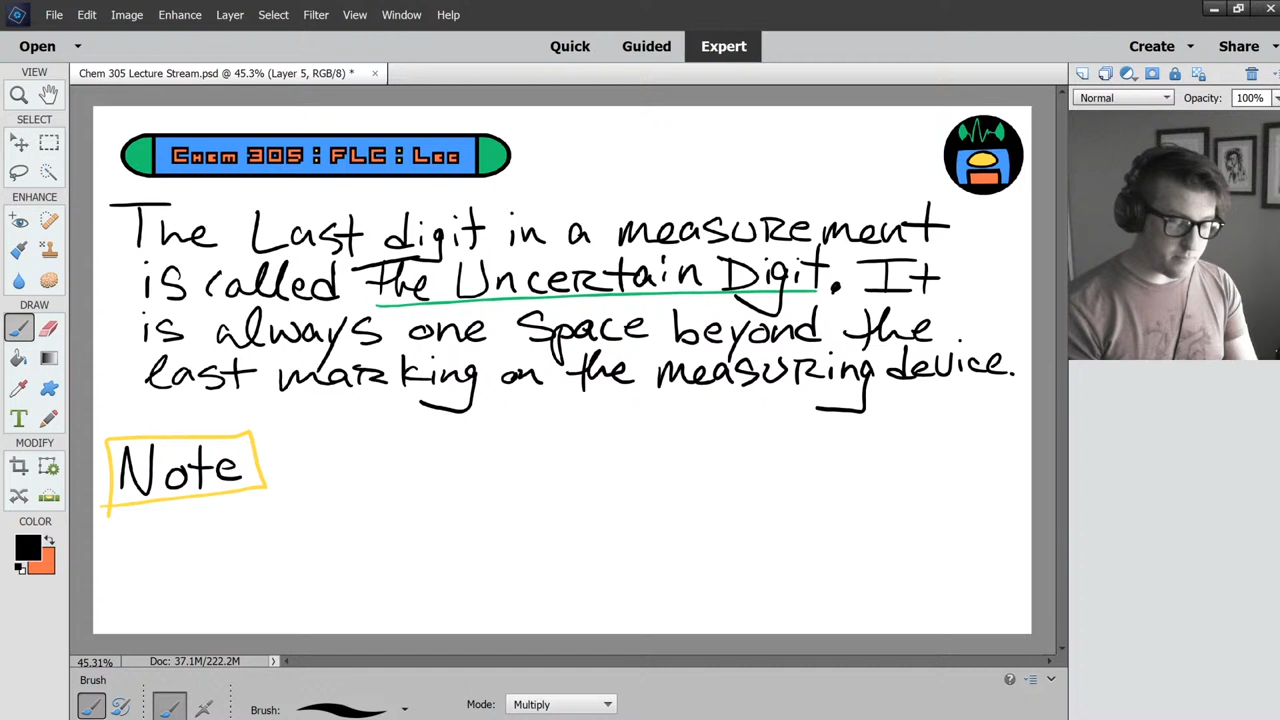 File Edit Image Enhance Layer Select Filter View Window Help
Open Quick Guided Expert Create Share
VIEW
Chem 305 Lecture Stream.psd @ 45.3% (Layer 5, RGB/8) *
Normal Opacity: 100%
SELECT
ENHANCE
DRAW
MODIFY
COLOR
Chem 305 : FLC : Lec
The Last digit in a measurement
is called The Uncertain Digit. It
is always one Space beyond the
last marking on the measuring device.
Note
45.31% Doc: 37.1M/222.2M
Brush
Brush: Mode: Multiply